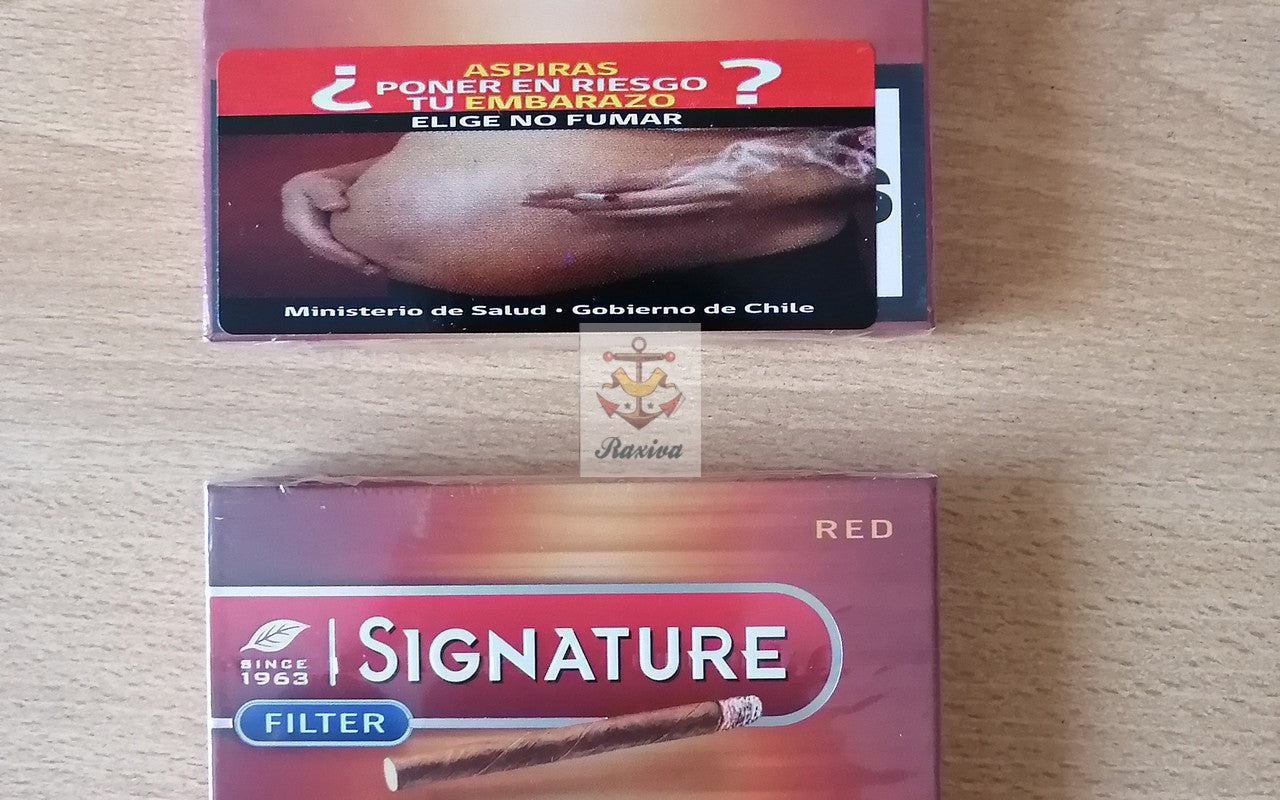 ¿ ASPIRAS ?
PONER EN RIESGO
TU EMBARAZO
ELIGE NO FUMAR
Ministerio de Salud • Gobierno de Chile
Raxiva
RED
SINCE
1963
SIGNATURE
FILTER